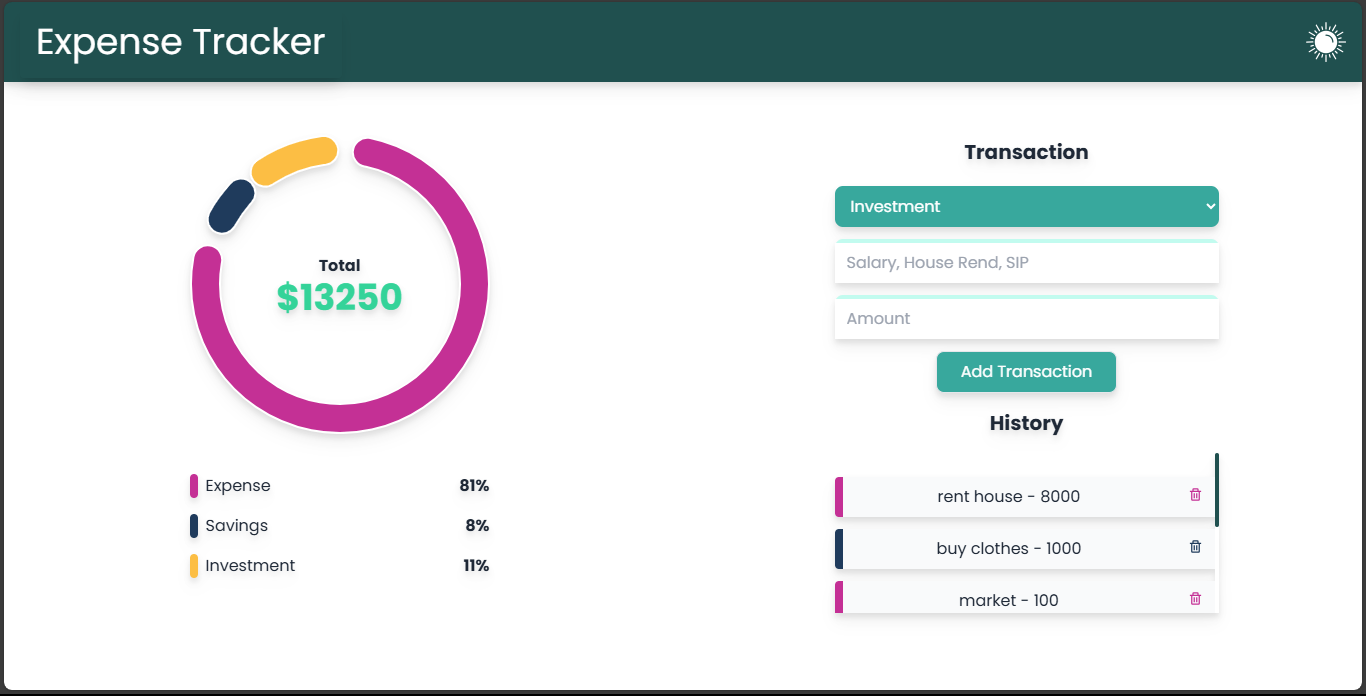 Expense Tracker
Total
$13250
Expense 81%
Savings 8%
Investment 11%
Transaction
Investment
Salary, House Rend, SIP
Amount
Add Transaction
History
rent house - 8000
buy clothes - 1000
market - 100